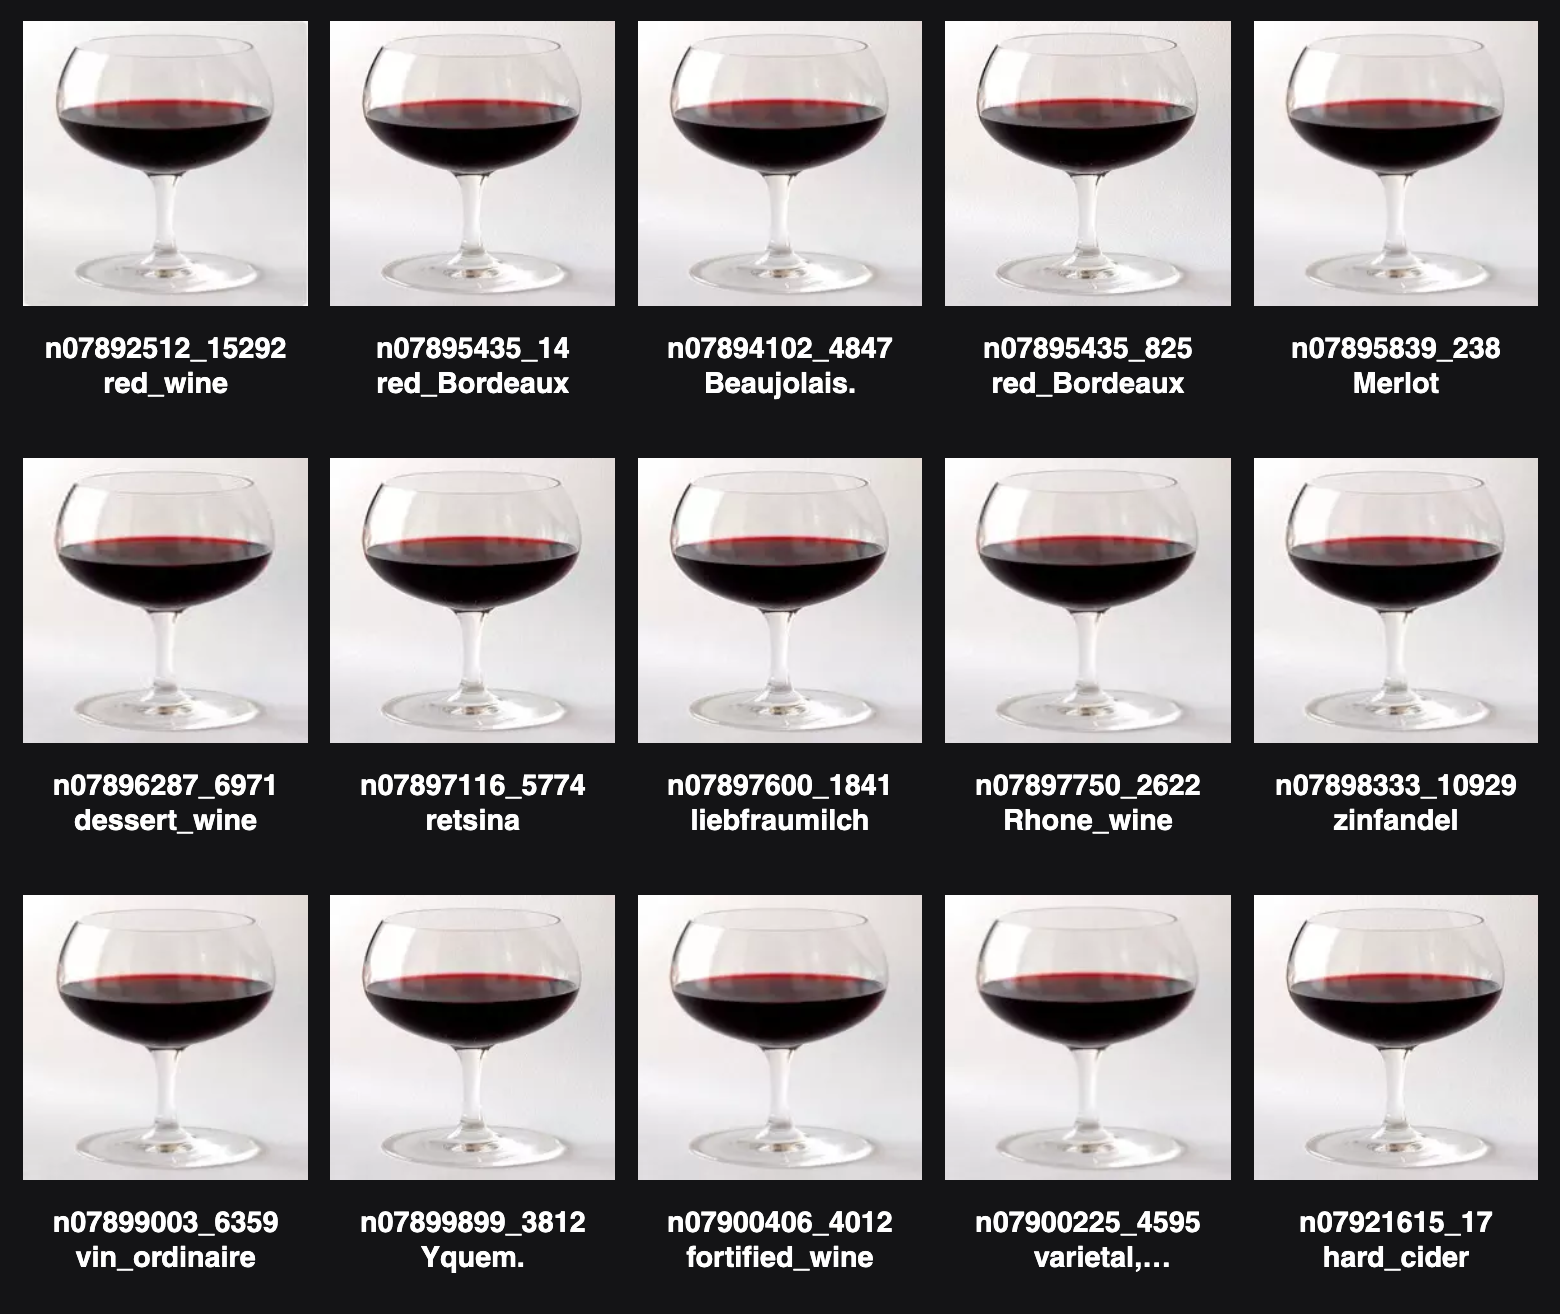 n07892512_15292
red_wine
n07895435_14
red_Bordeaux
n07894102_4847
Beaujolais.
n07895435_825
red_Bordeaux
n07895839_238
Merlot
n07896287_6971
dessert_wine
n07897116_5774
retsina
n07897600_1841
liebfraumilch
n07897750_2622
Rhone_wine
n07898333_10929
zinfandel
n07899003_6359
vin_ordinaire
n07899899_3812
Yquem.
n07900406_4012
fortified_wine
n07900225_4595
varietal,...
n07921615_17
hard_cider